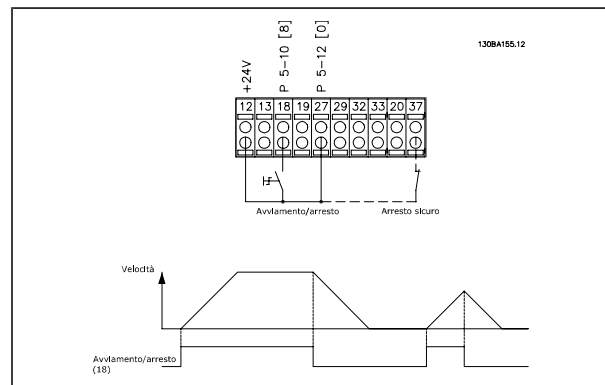 130BA155.12
+24V
P 5-10 [8]
P 5-12 [0]
12 13 18 19 27 29 32 33 20 37
Avviamento/arresto
Arresto sicuro
Velocità
Avviamento/arresto
(18)